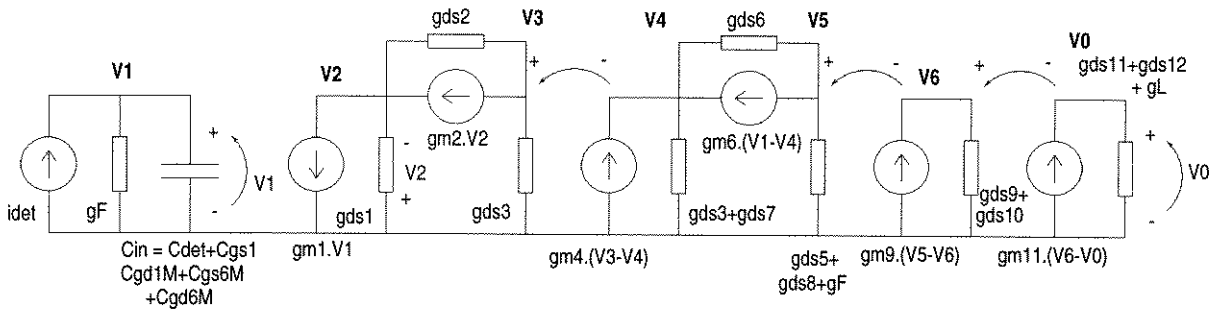 gds2
V3
V4
gds6
V5
V0
gds11+gds12
+ gL
V1
V2
V6
+
-
+
-
+
-
gm2.V2
gm6.(V1-V4)
+
V1
-
-
V2
+
+
V0
-
idet
gF
gds1
gds3
gds3+gds7
gds9+
gds10
Cin = Cdet+Cgs1
Cgd1M+Cgs6M
+Cgd6M
gm1.V1
gm4.(V3-V4)
gds5+
gds8+gF
gm9.(V5-V6)
gm11.(V6-V0)